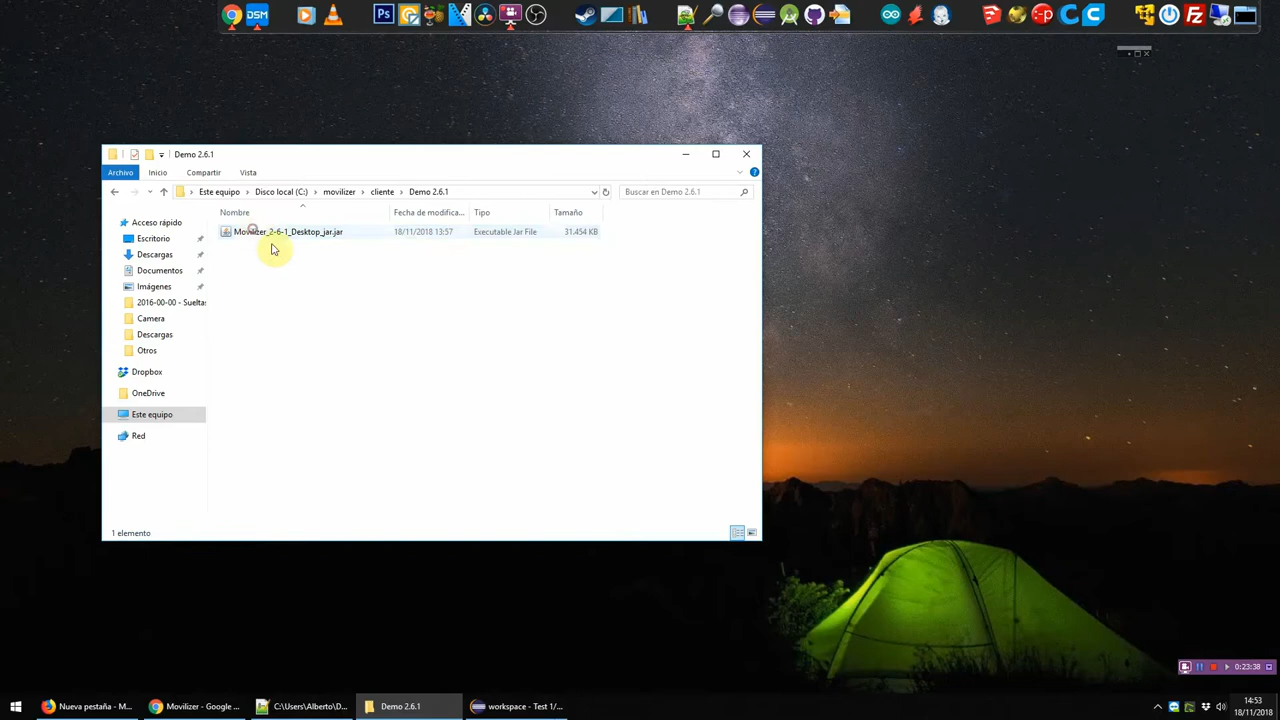 Ps
DSM
Demo 2.6.1
Archivo
Inicio
Compartir
Vista
Este equipo
Disco local (C:)
movilizer
cliente
Demo 2.6.1
Buscar en Demo 2.6.1
Nombre
Fecha de modifica...
Tipo
Tamaño
Movilizer_2-6-1_Desktop_jar.jar
18/11/2018 13:57
Executable Jar File
31.454 KB
Acceso rápido
Escritorio
Descargas
Documentos
Imágenes
2016-00-00 - Sueltas
Camera
Descargas
Otros
Dropbox
OneDrive
Este equipo
Red
1 elemento
0:23:38
Nueva pestaña - M...
Movilizer - Google ...
C:\Users\Alberto\D...
Demo 2.6.1
workspace - Test 1/...
14:53
18/11/2018